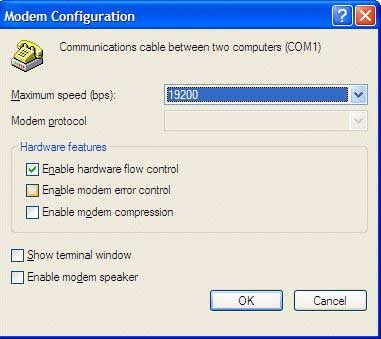 Modem Configuration
Communications cable between two computers (COM1)
Maximum speed (bps): 19200
Modem protocol
Hardware features
Enable hardware flow control
Enable modem error control
Enable modem compression
Show terminal window
Enable modem speaker
OK Cancel